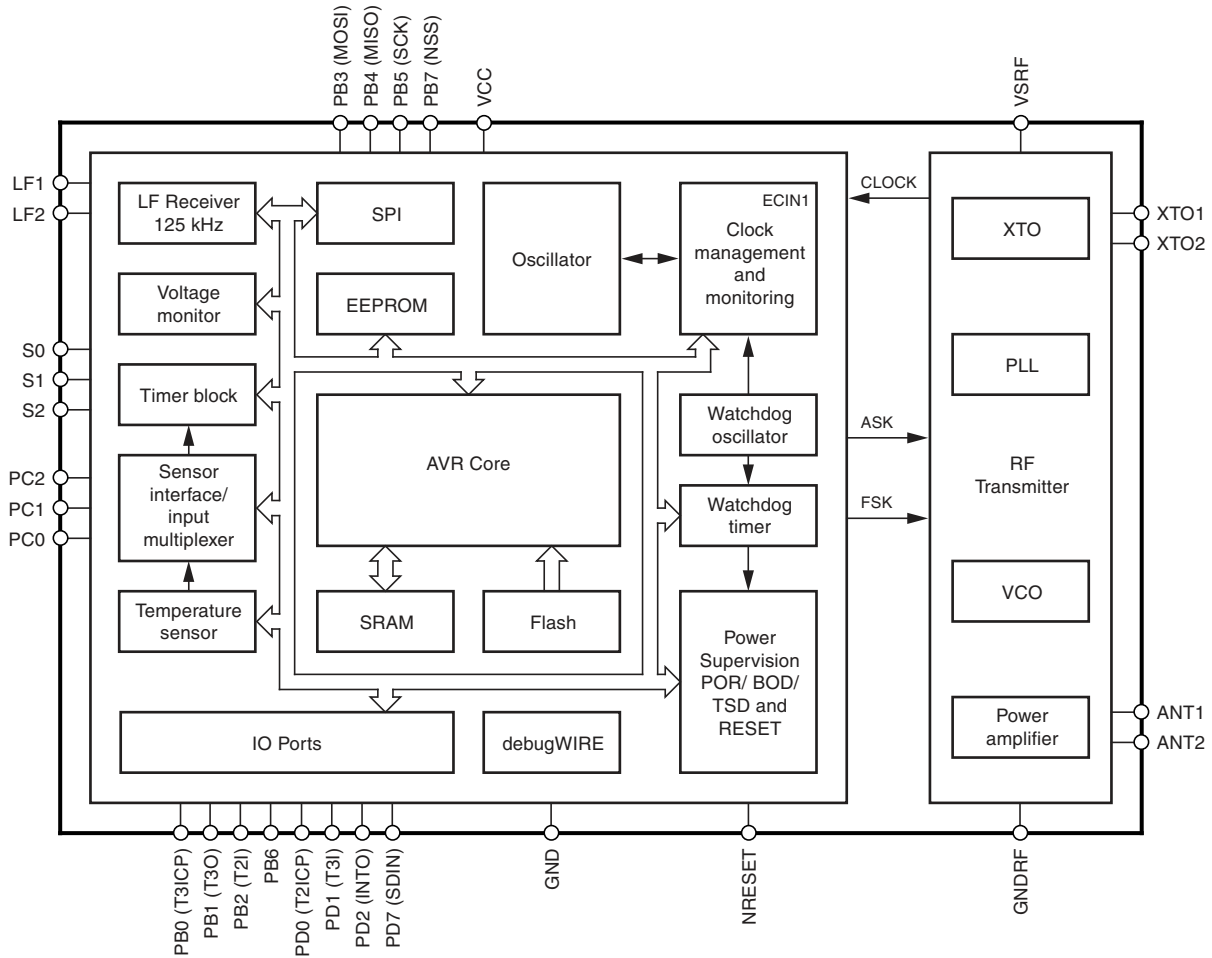 PB3 (MOSI)
PB4 (MISO)
PB5 (SCK)
PB7 (NSS)
VCC
VSRF
LF1
LF2
S0
S1
S2
PC2
PC1
PC0
LF Receiver
125 kHz
SPI
Oscillator
ECIN1
Clock
management
and
monitoring
Voltage
monitor
EEPROM
Timer block
AVR Core
Watchdog
oscillator
Sensor
interface/
input
multiplexer
Watchdog
timer
Temperature
sensor
SRAM
Flash
Power
Supervision
POR/ BOD/
TSD and
RESET
IO Ports
debugWIRE
CLOCK
ASK
FSK
XTO
PLL
RF
Transmitter
VCO
Power
amplifier
XTO1
XTO2
ANT1
ANT2
PB0 (T3ICP)
PB1 (T3O)
PB2 (T2I)
PB6
PD0 (T2ICP)
PD1 (T3I)
PD2 (INTO)
PD7 (SDIN)
GND
NRESET
GNDRF